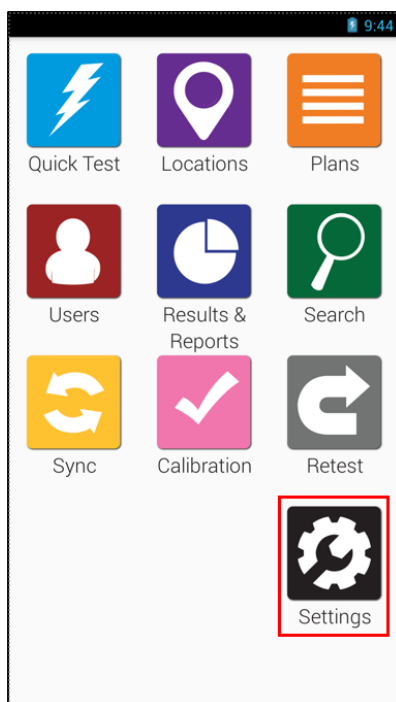 9:44
Quick Test
Locations
Plans
Users
Results &
Reports
Search
Sync
Calibration
Retest
Settings